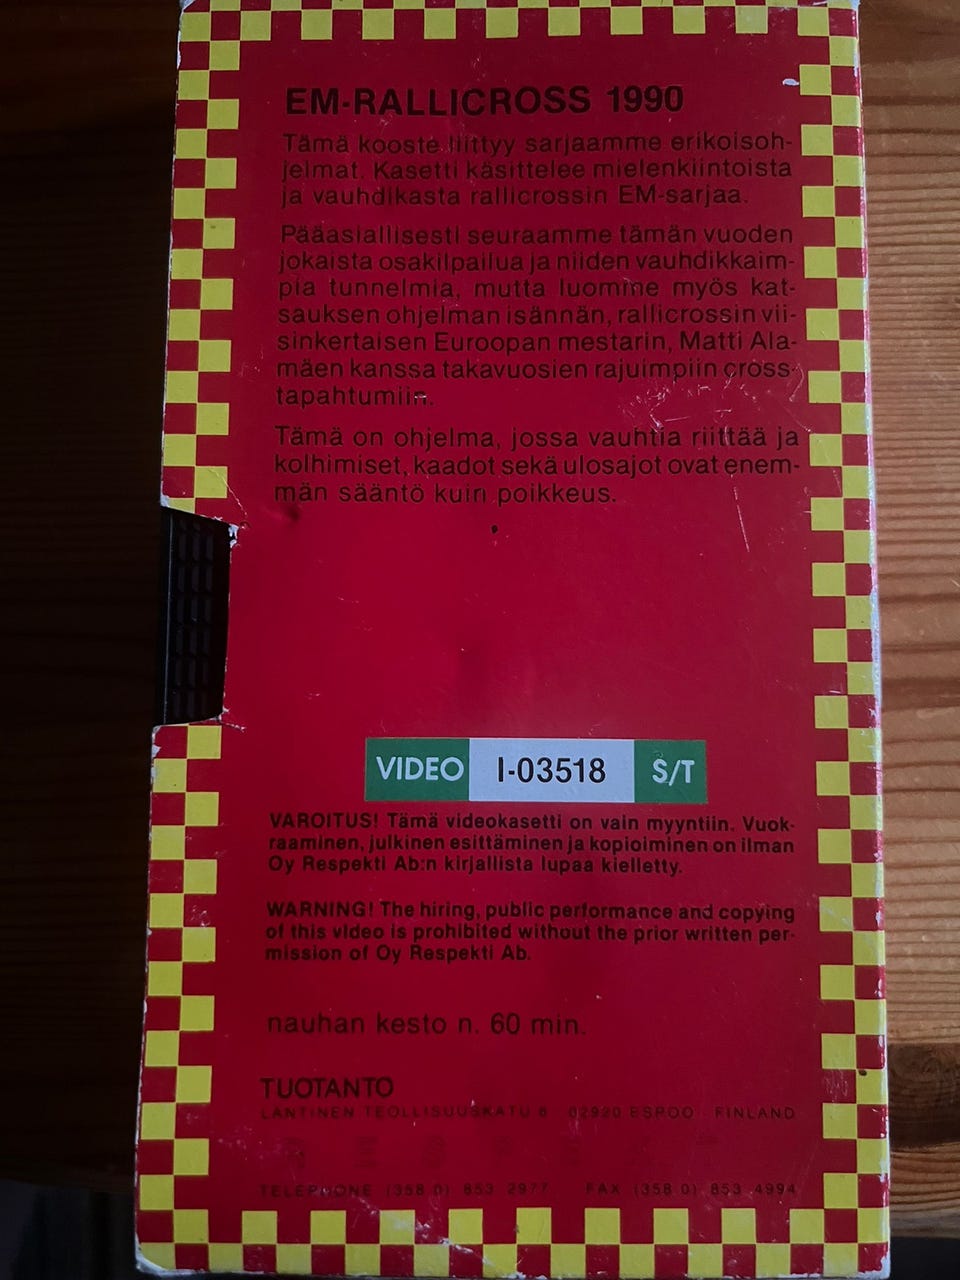 EM-RALLICROSS 1990
Tämä kooste liittyy sarjaamme erikoisoh-
jelmat. Kasetti käsittelee mielenkiintoista
ja vauhdikasta rallicrossin EM-sarjaa.
Pääasiallisesti seuraamme tämän vuoden
jokaista osakilpailua ja niiden vauhdikkaim-
pia tunnelmia, mutta luomme myös kat-
sauksen ohjelman isännän, rallicrossin vii-
sinkertaisen Euroopan mestarin, Matti Ala-
mäen kanssa takavuosien rajuimpiin cross-
tapahtumiin.
Tämä on ohjelma, jossa vauhtia riittää ja
kolhimiset, kaadot sekä ulosajot ovat enem-
män sääntö kuin poikkeus.
VIDEO I-03518 S/T
VAROITUS! Tämä videokasetti on vain myyntiin. Vuok-
raaminen, julkinen esittäminen ja kopioiminen on ilman
Oy Respekti Ab:n kirjallista lupaa kielletty.
WARNING! The hiring, public performance and copying
of this video is prohibited without the prior written per-
mission of Oy Respekti Ab.
nauhan kesto n. 60 min.
TUOTANTO
LÄNTINEN TEOLLISUUSKATU 6 02920 ESPOO FINLAND
TELEPHONE (358 0) 853 2977 FAX (358 0) 853 4994